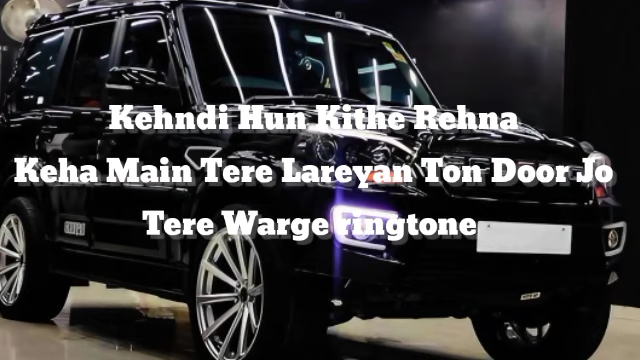 Kehndi Hun Kithe Rehna
Keha Main Tere Lareyan Ton Door Jo
Tere Warge ringtone